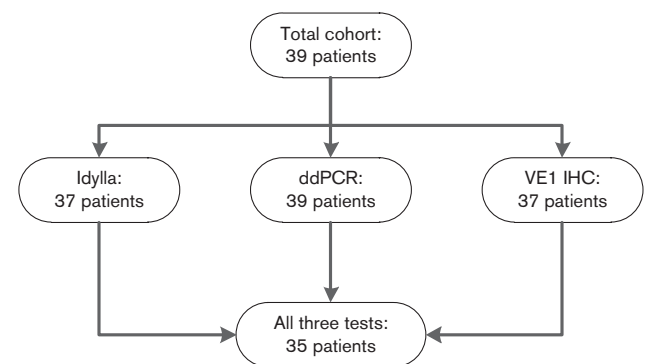 Total cohort:
39 patients
Idylla:
37 patients
ddPCR:
39 patients
VE1 IHC:
37 patients
All three tests:
35 patients